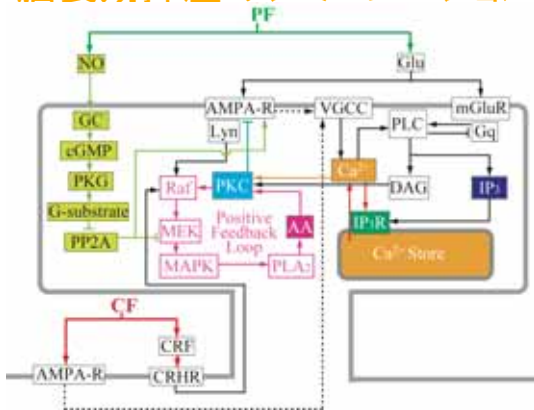 PF
NO
Glu
AMPA-R
VGCC
mGluR
Lyn
PLC
Gq
GC
cGMP
PKG
G-substrate
PP2A
Raf
PKC
Ca²⁺
DAG
IP₃
MEK
Positive
Feedback
Loop
AA
IP₃R
MAPK
PLA₂
Ca²⁺ Store
CF
CRF
AMPA-R
CRHR